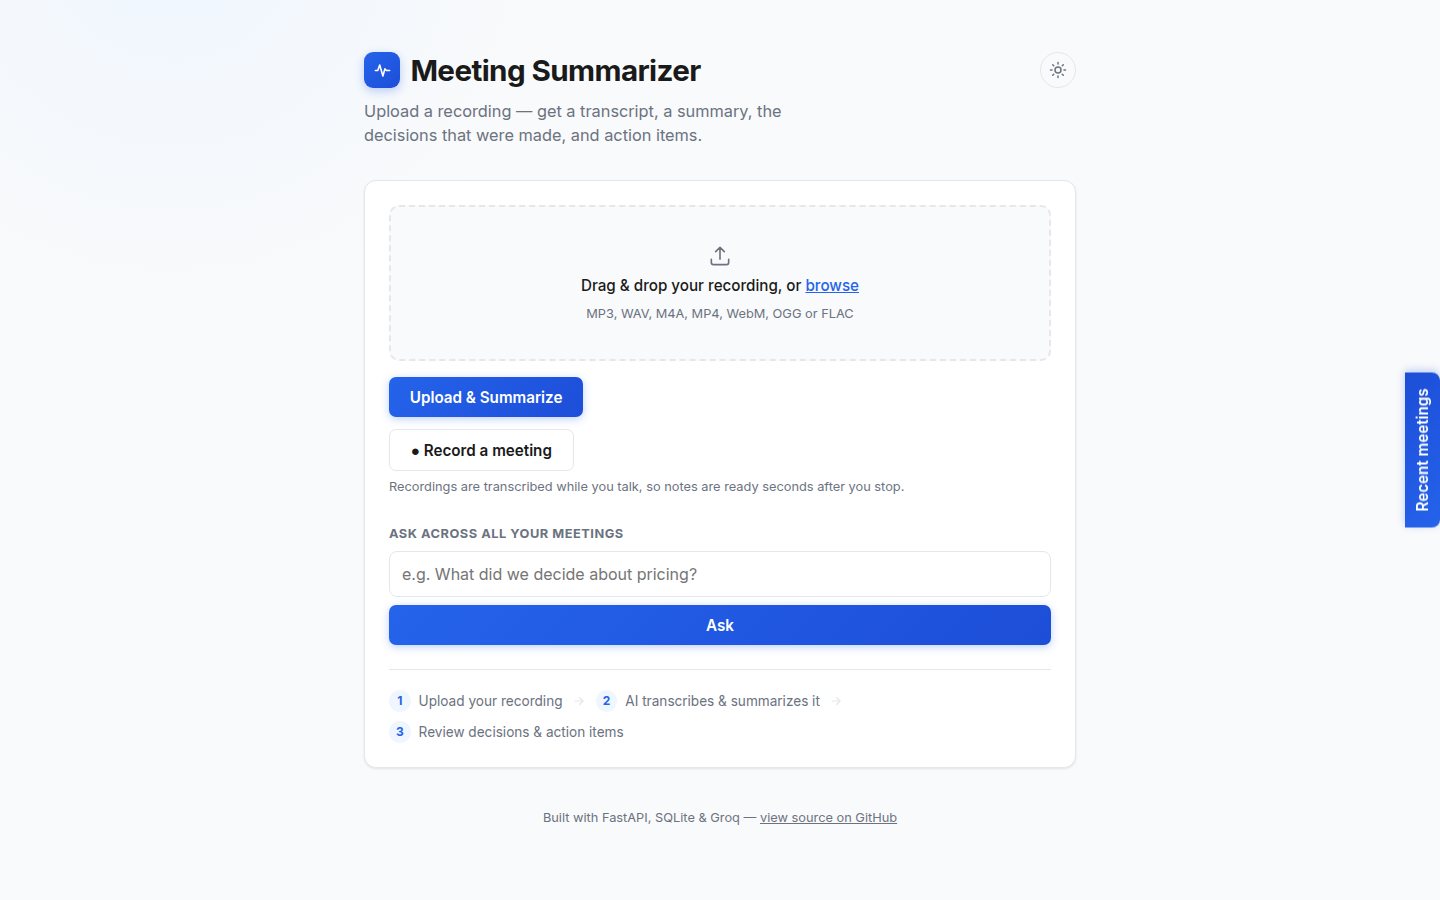 Meeting Summarizer
Upload a recording — get a transcript, a summary, the
decisions that were made, and action items.
Drag & drop your recording, or browse
MP3, WAV, M4A, MP4, WebM, OGG or FLAC
Upload & Summarize
● Record a meeting
Recordings are transcribed while you talk, so notes are ready seconds after you stop.
ASK ACROSS ALL YOUR MEETINGS
e.g. What did we decide about pricing?
Ask
1 Upload your recording → 2 AI transcribes & summarizes it →
3 Review decisions & action items
Built with FastAPI, SQLite & Groq — view source on GitHub
Recent meetings